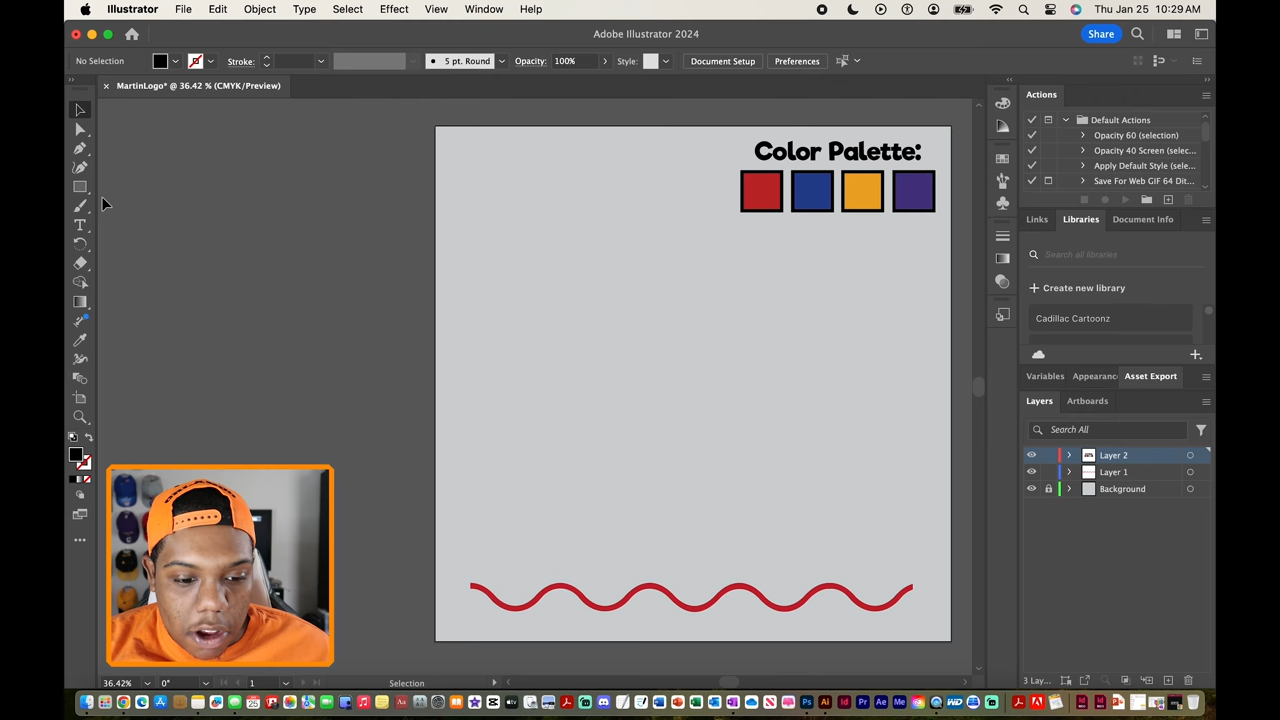 Illustrator File Edit Object Type Select Effect View Window Help Thu Jan 25 10:29 AM
Adobe Illustrator 2024 Share
No Selection Stroke: 5 pt. Round Opacity: 100% Style: Document Setup Preferences
× MartinLogo* @ 36.42 % (CMYK/Preview)
Color Palette:
Actions
Default Actions
Opacity 60 (selection)
Opacity 40 Screen (selec...
Apply Default Style (sele...
Save For Web GIF 64 Dit...
Links Libraries Document Info
Search all libraries
+ Create new library
Cadillac Cartoonz
Variables Appearanc Asset Export
Layers Artboards
Search All
Layer 2
Layer 1
Background
36.42% 0° 1 Selection 3 Lay...